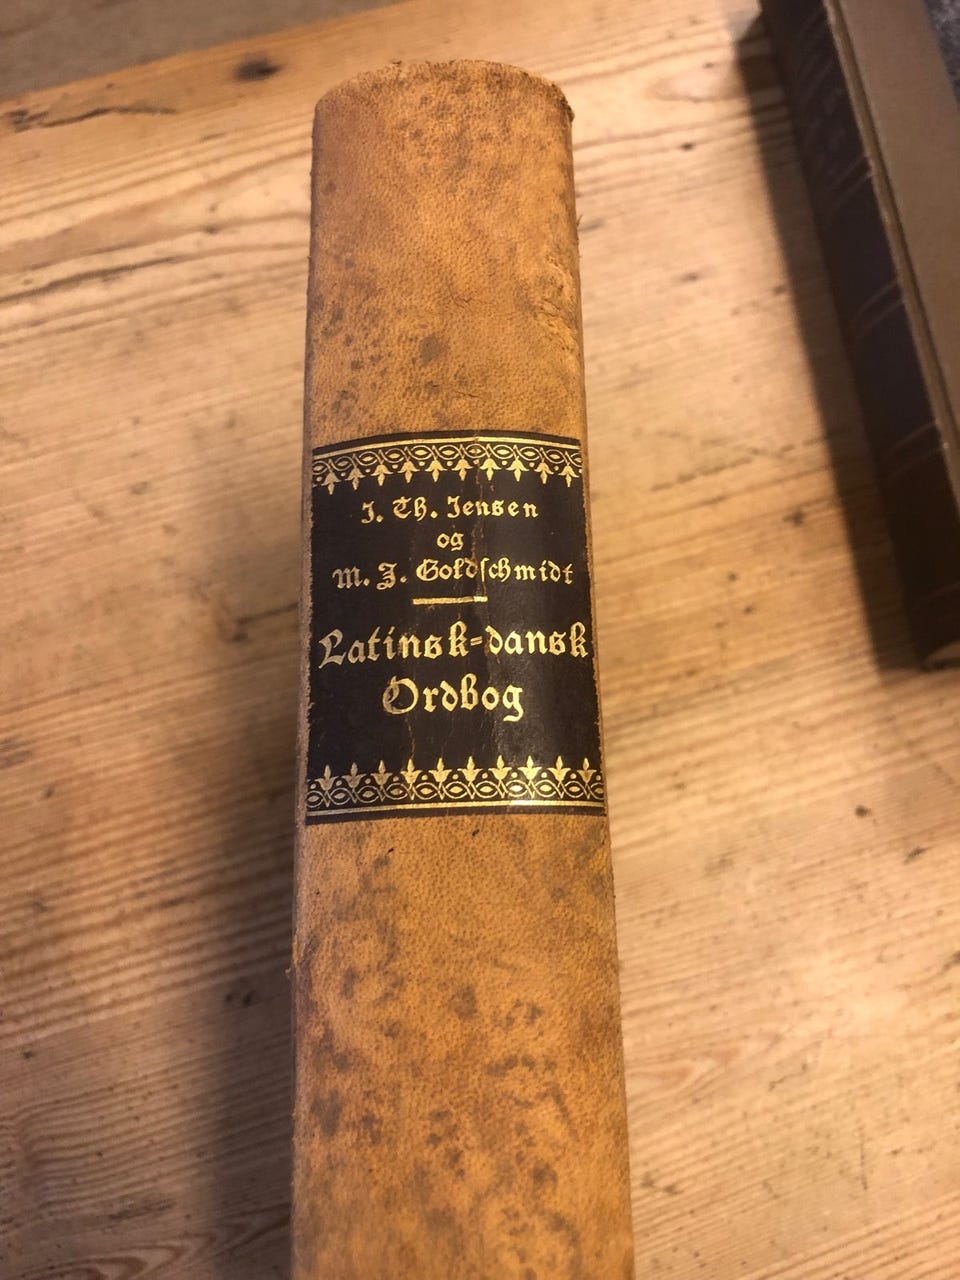 J. Th. Jensen
og
M. J. Goldschmidt
Latinsk-dansk
Ordbog